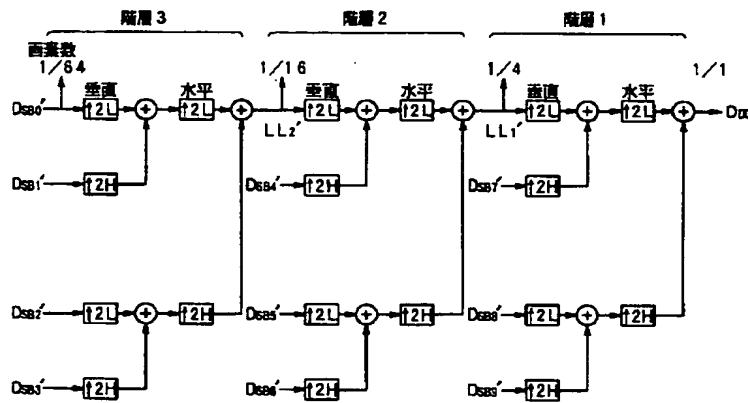 階層3 階層2 階層1
画素数
1/64 1/16 1/4 1/1
垂直 水平 垂直 水平 垂直 水平
DSB0′ ↑2L + ↑2L + LL2′ ↑2L + ↑2L + LL1′ ↑2L + ↑2L +
DSB1′ ↑2H DSB4′ ↑2H DSB7′ ↑2H
DSB2′ ↑2L + ↑2H DSB5′ ↑2L + ↑2H DSB8′ ↑2L + ↑2H
DSB3′ ↑2H DSB6′ ↑2H DSB9′ ↑2H